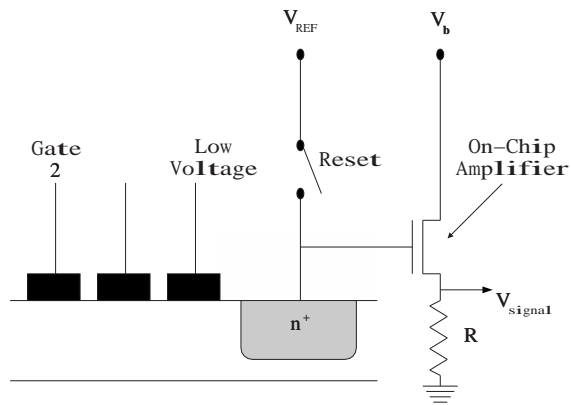 V_REF
V_b
Gate
2
Low
Voltage
Reset
On-Chip
Amplifier
n+
V_signal
R